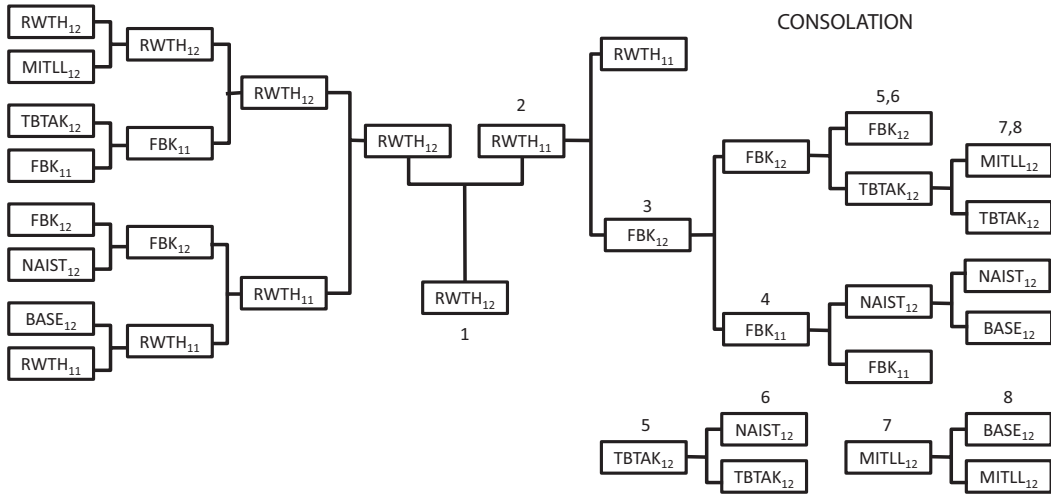 CONSOLATION
RWTH₁₂
MITLL₁₂
TBTAK₁₂
FBK₁₁
FBK₁₂
NAIST₁₂
BASE₁₂
RWTH₁₁
RWTH₁₂
FBK₁₁
FBK₁₂
RWTH₁₁
RWTH₁₂
RWTH₁₁
RWTH₁₂
RWTH₁₂
1
2
RWTH₁₁
RWTH₁₁
3
FBK₁₂
FBK₁₂
4
FBK₁₁
5,6
FBK₁₂
TBTAK₁₂
NAIST₁₂
FBK₁₁
7,8
MITLL₁₂
TBTAK₁₂
NAIST₁₂
BASE₁₂
5
TBTAK₁₂
6
NAIST₁₂
TBTAK₁₂
7
MITLL₁₂
8
BASE₁₂
MITLL₁₂